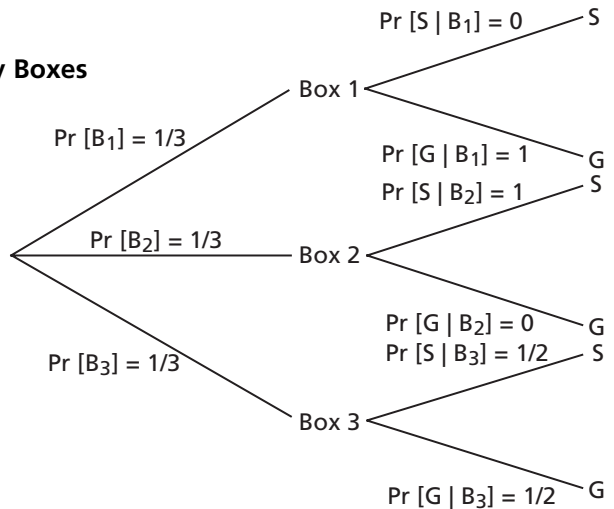 Pr [S | B1] = 0
S
Boxes
Box 1
Pr [B1] = 1/3
Pr [G | B1] = 1
G
Pr [S | B2] = 1
S
Pr [B2] = 1/3
Box 2
Pr [G | B2] = 0
G
Pr [S | B3] = 1/2
S
Pr [B3] = 1/3
Box 3
Pr [G | B3] = 1/2
G